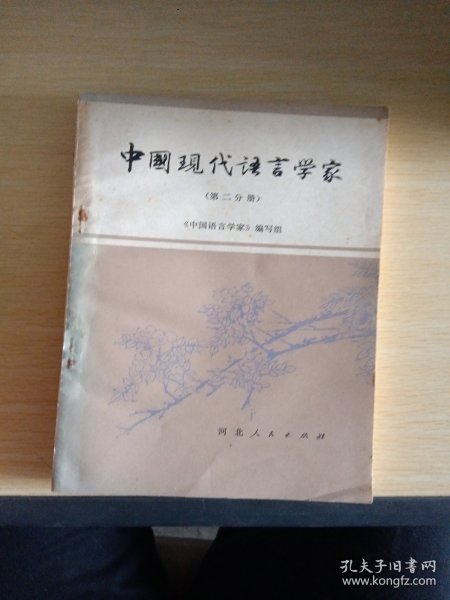 中國现代语言学家
（第二分册）
《中国语言学家》编写组
河北人民出版社
孔夫子旧书网
www.kongfz.com